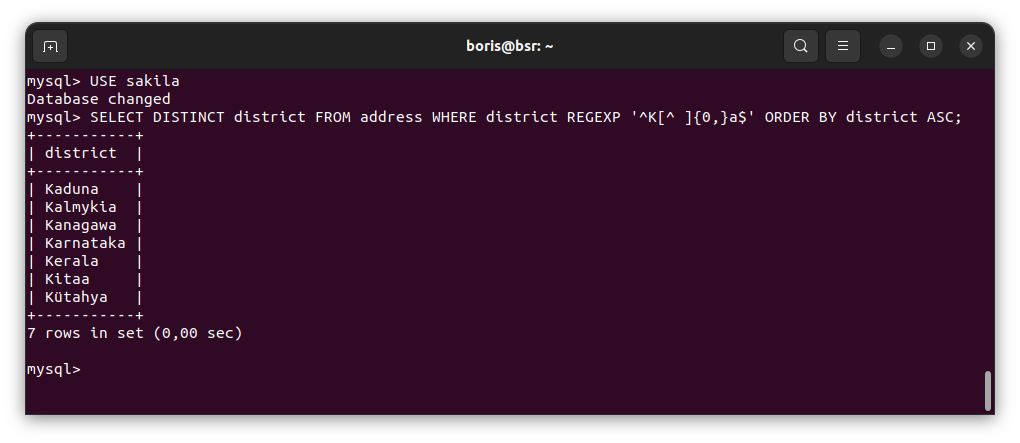 boris@bsr: ~
mysql> USE sakila
Database changed
mysql> SELECT DISTINCT district FROM address WHERE district REGEXP '^K[^ ]{0,}a$' ORDER BY district ASC;
+-----------+
| district  |
+-----------+
| Kaduna    |
| Kalmykia  |
| Kanagawa  |
| Karnataka |
| Kerala    |
| Kitaa     |
| Kütahya   |
+-----------+
7 rows in set (0,00 sec)
mysql>